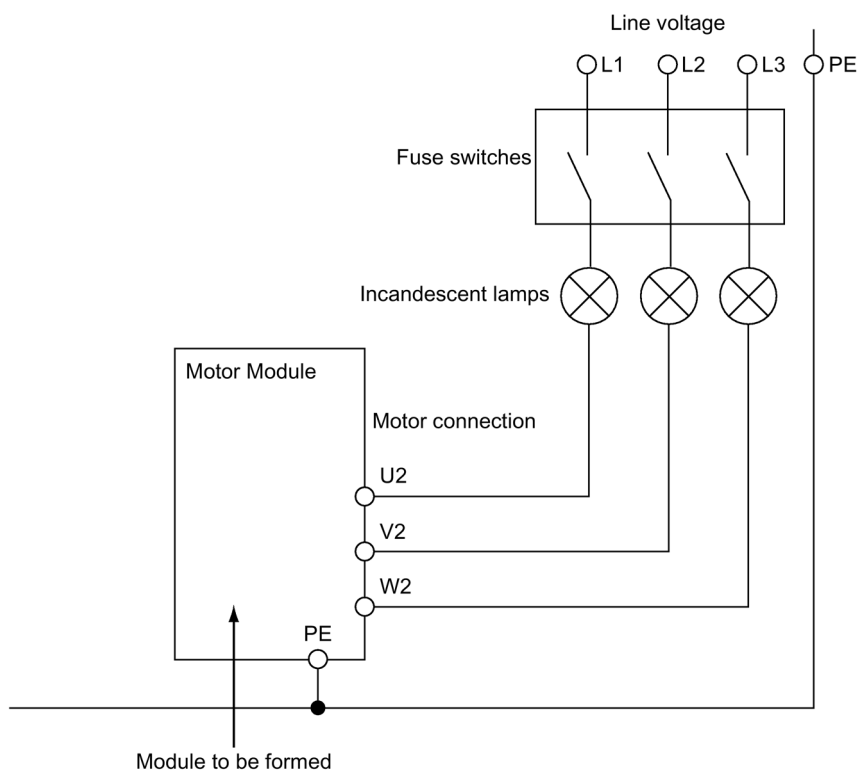 Line voltage
L1
L2
L3
PE
Fuse switches
Incandescent lamps
Motor Module
Motor connection
U2
V2
W2
PE
Module to be formed